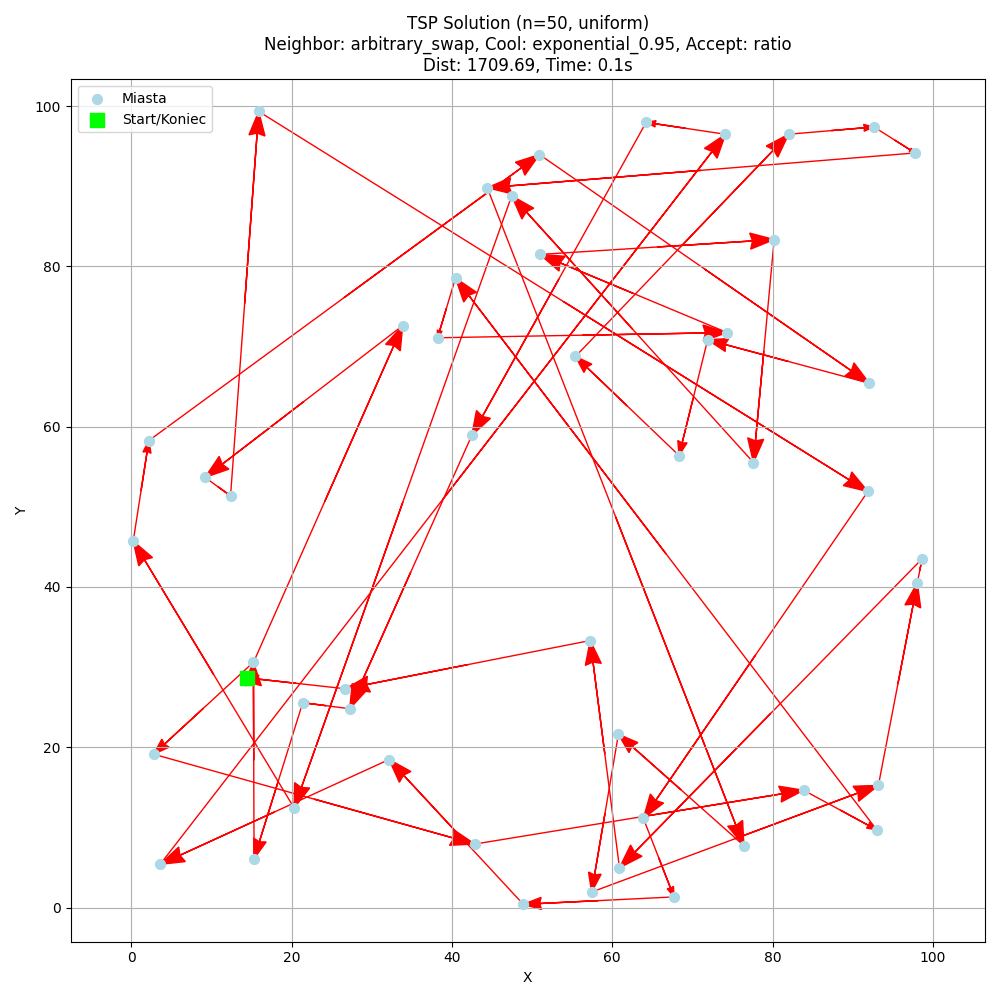 TSP Solution (n=50, uniform)
Neighbor: arbitrary_swap, Cool: exponential_0.95, Accept: ratio
Dist: 1709.69, Time: 0.1s
Miasta
Start/Koniec
100
80
60
40
20
0
Y
0 20 40 60 80 100
X